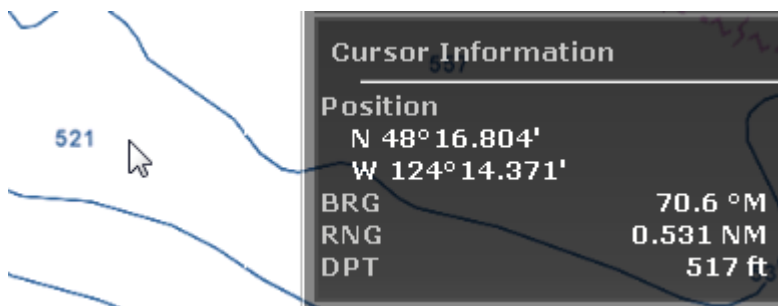 Cursor Information
557
Position
N 48°16.804'
W 124°14.371'
BRG 70.6 °M
RNG 0.531 NM
DPT 517 ft
521